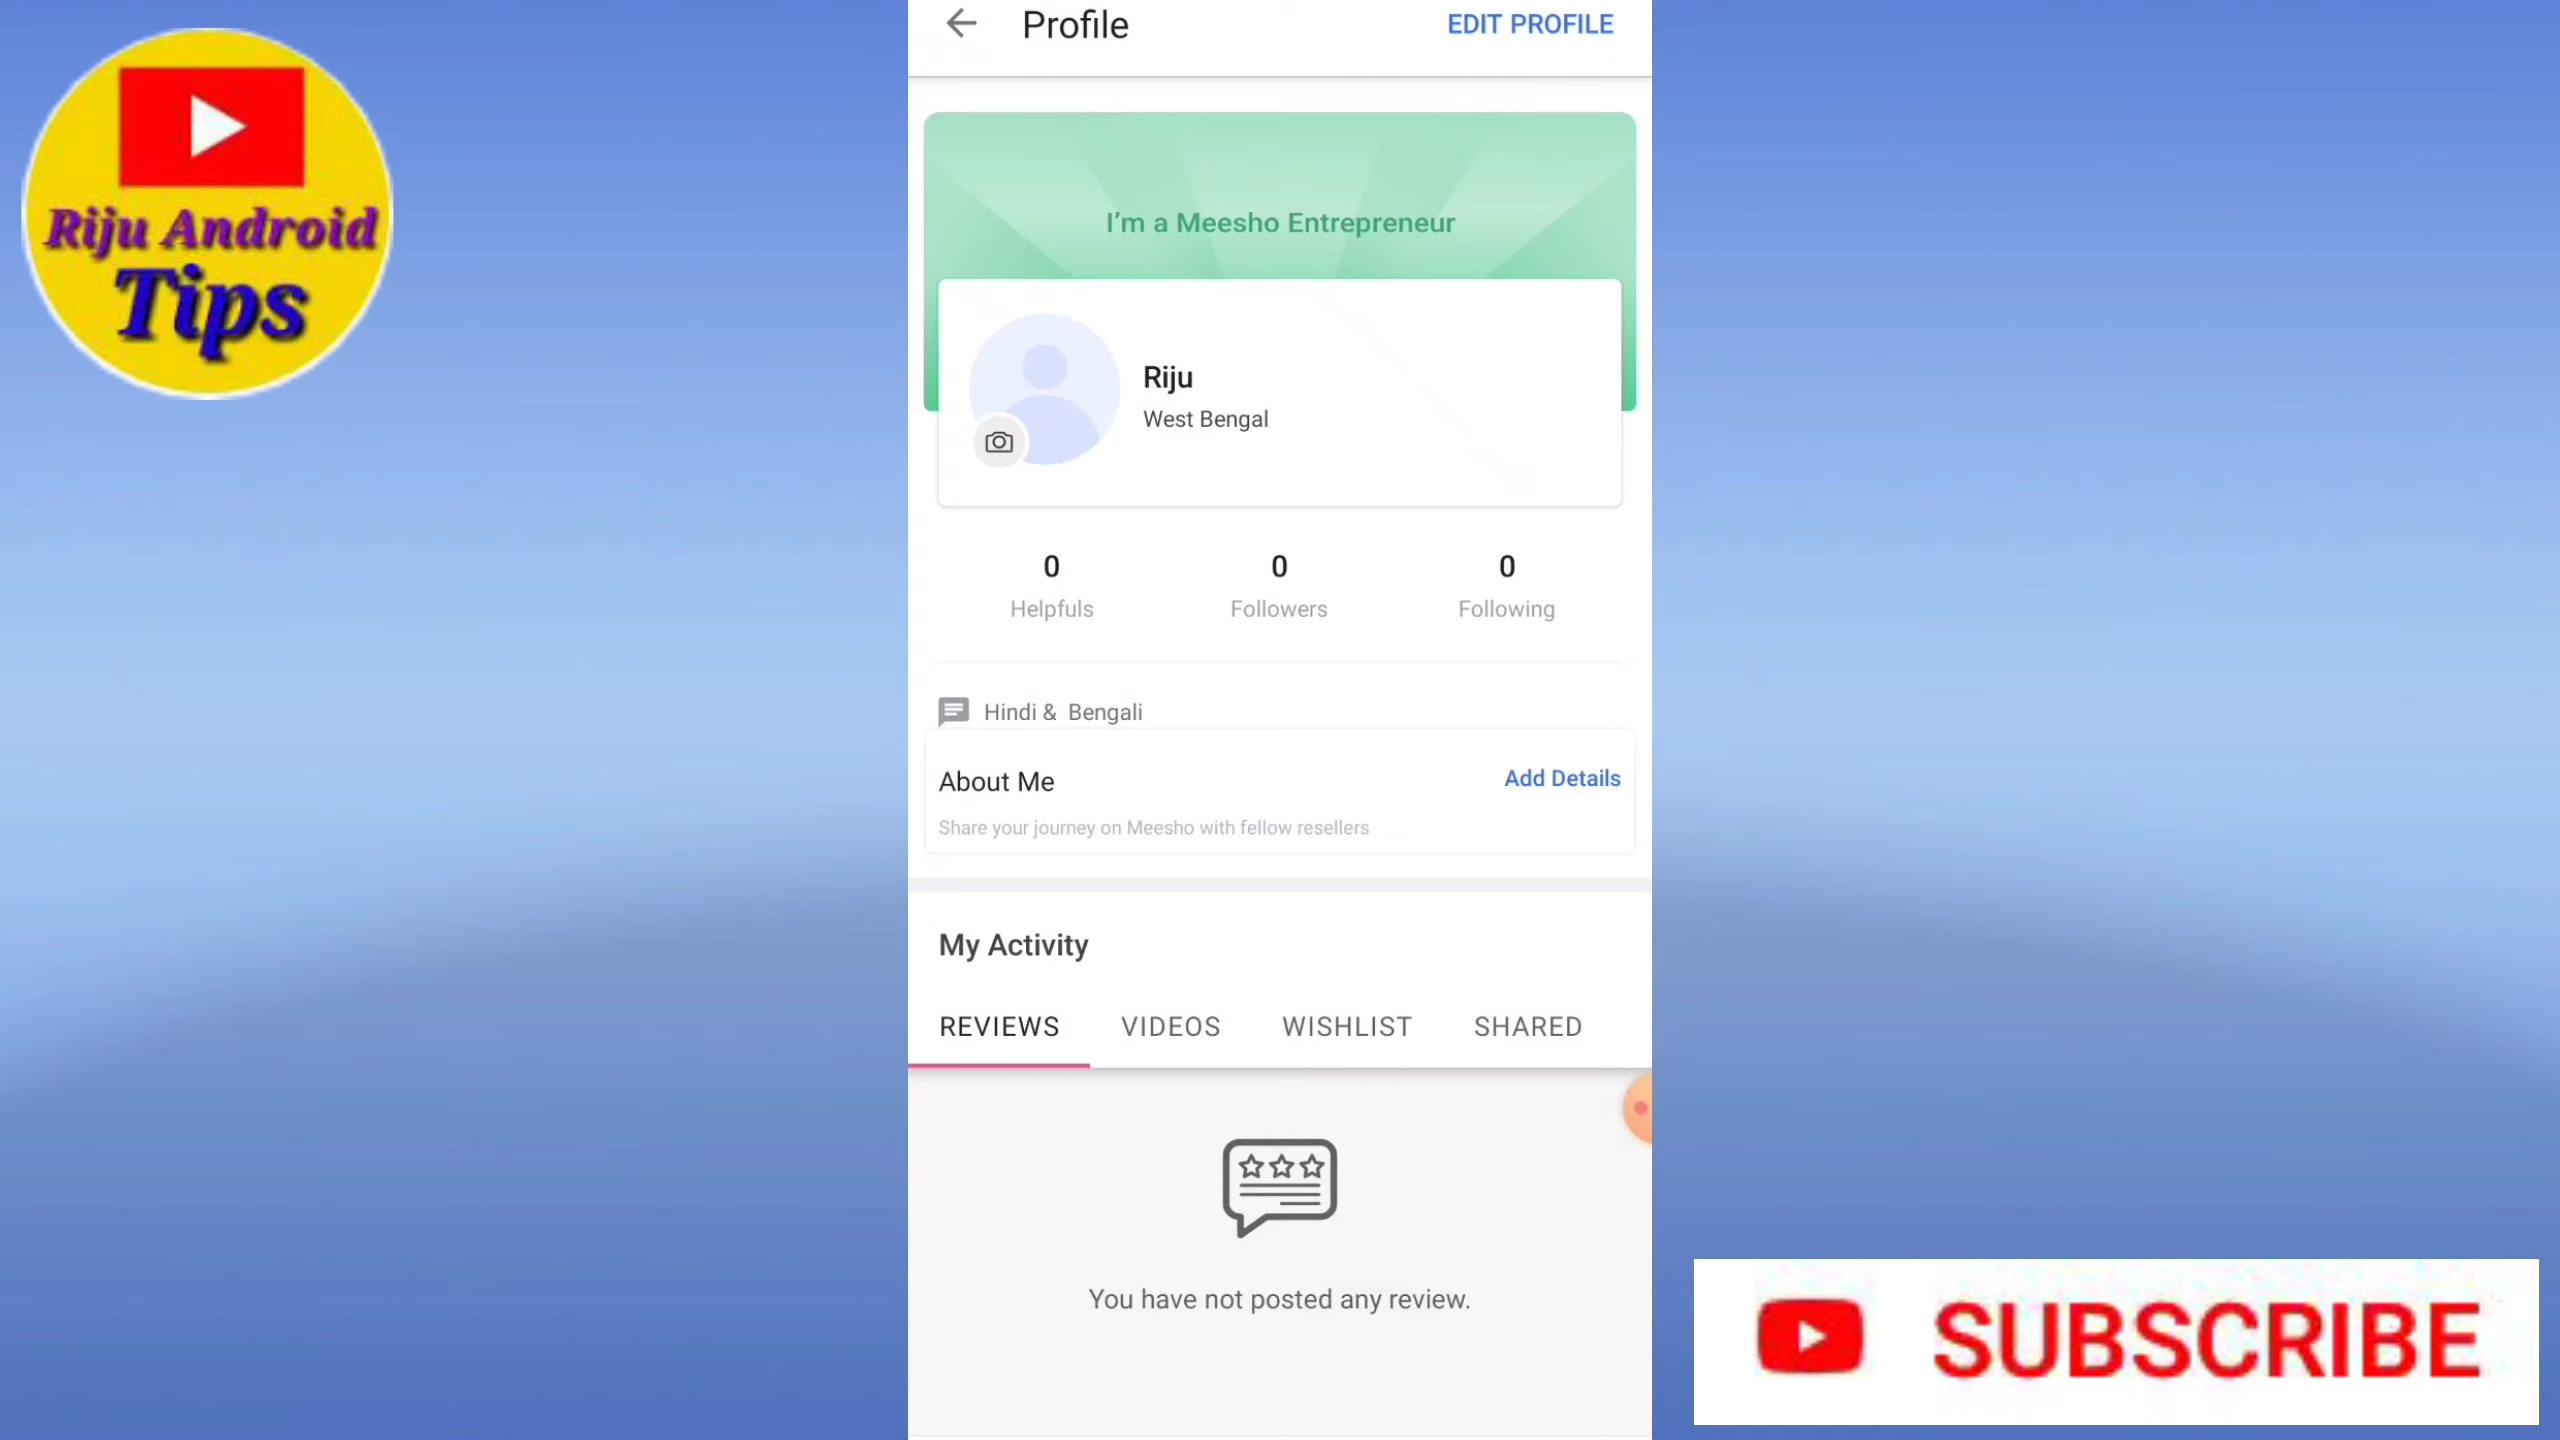 Riju Android
Tips
Profile
EDIT PROFILE
I'm a Meesho Entrepreneur
Riju
West Bengal
0
Helpfuls
0
Followers
0
Following
Hindi & Bengali
About Me
Add Details
Share your journey on Meesho with fellow resellers
My Activity
REVIEWS
VIDEOS
WISHLIST
SHARED
You have not posted any review.
SUBSCRIBE